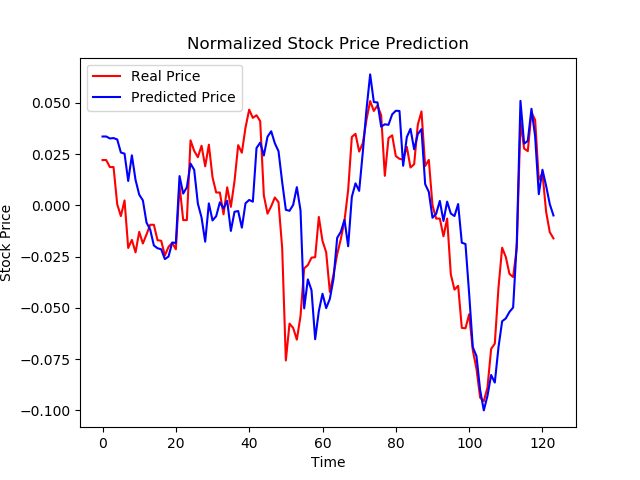 Normalized Stock Price Prediction
Real Price
Predicted Price
0.050
0.025
0.000
−0.025
−0.050
−0.075
−0.100
Stock Price
0 20 40 60 80 100 120
Time